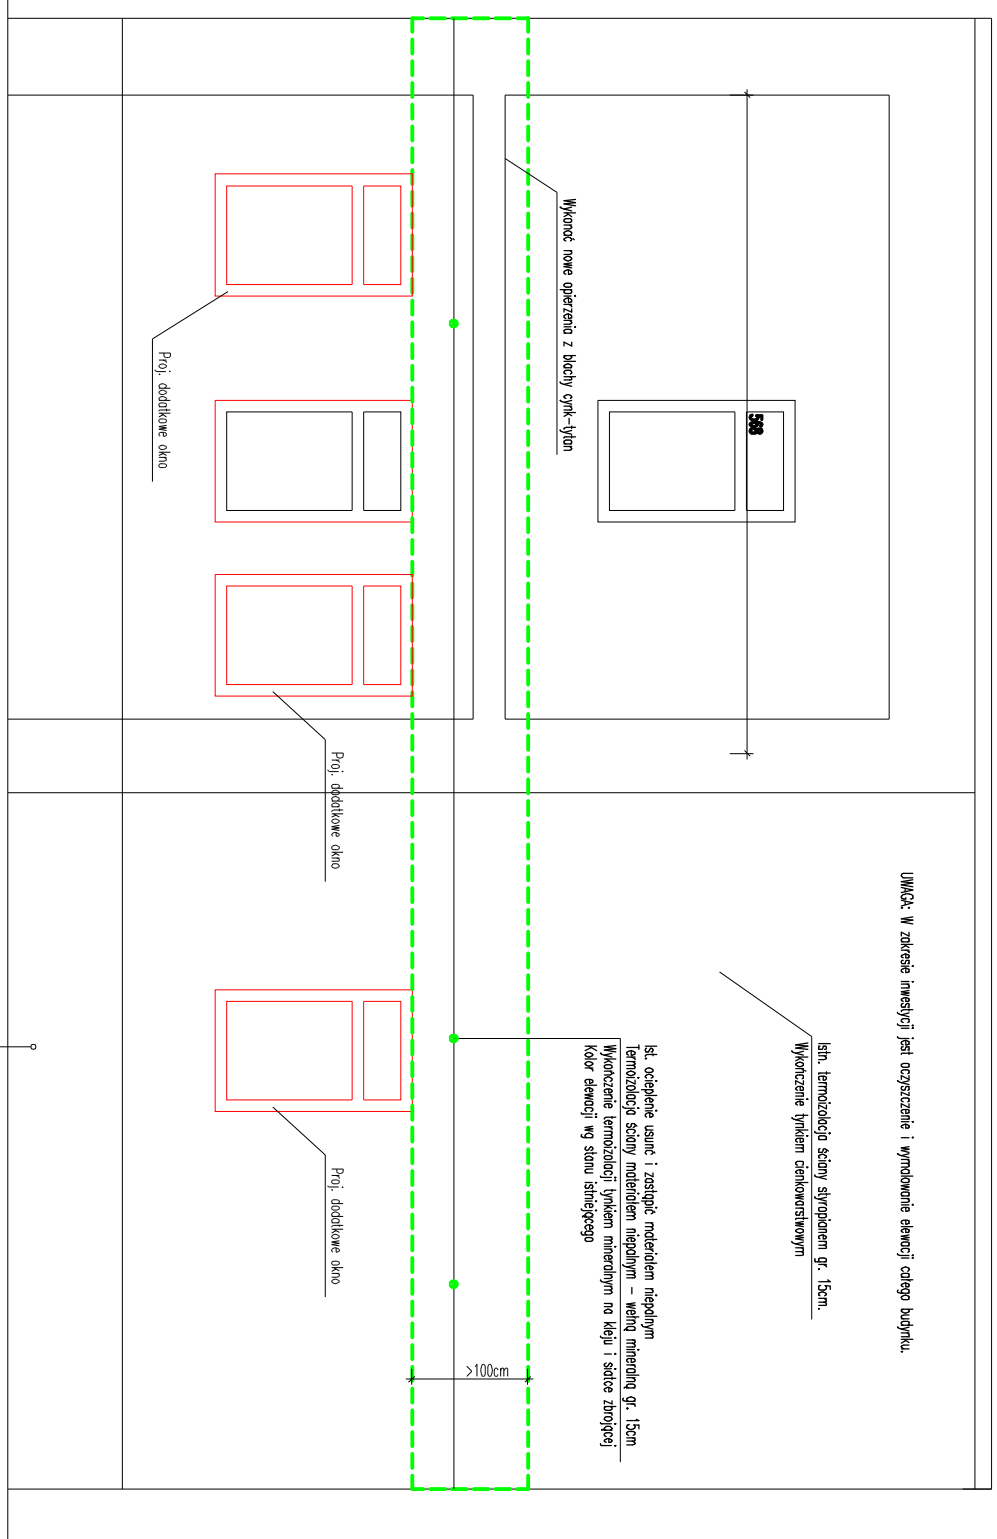 UWAGA: W zakresie inwestycji jest oczyszczenie i wymalowanie elewacji całego budynku.
Istn. termoizolacja ściany styropianem gr. 15cm.
Wykończenie tynkiem cienkowarstwowym
568
Ist. ocieplenie usunć i zastąpić materiałem niepalnym
Termoizolacja ściany materiałem niepalnym – wełną mineralną gr. 15cm
Wykończenie termoizolacji tynkiem mineralnym na kleju i siatce zbrojącej
Kolor elewacji wg stanu istniejącego
Wykonać nowe opierzenia z blachy cynk-tytan
>100cm
Proj. dodatkowe okno
Proj. dodatkowe okno
Proj. dodatkowe okno